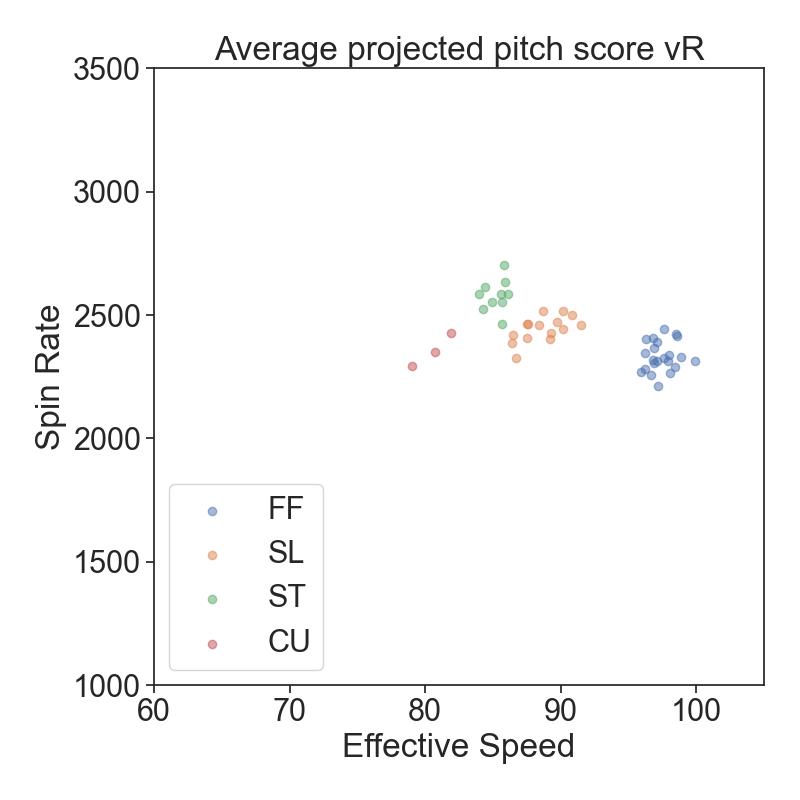 Average projected pitch score vR
3500
3000
2500
2000
1500
1000
Spin Rate
FF
SL
ST
CU
60 70 80 90 100
Effective Speed